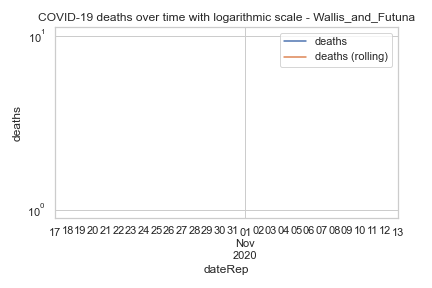 COVID-19 deaths over time with logarithmic scale - Wallis_and_Futuna
10¹
deaths
deaths (rolling)
deaths
10⁰
17 18 19 20 21 22 23 24 25 26 27 28 29 30 31 01 02 03 04 05 06 07 08 09 10 11 12 13
Nov
2020
dateRep